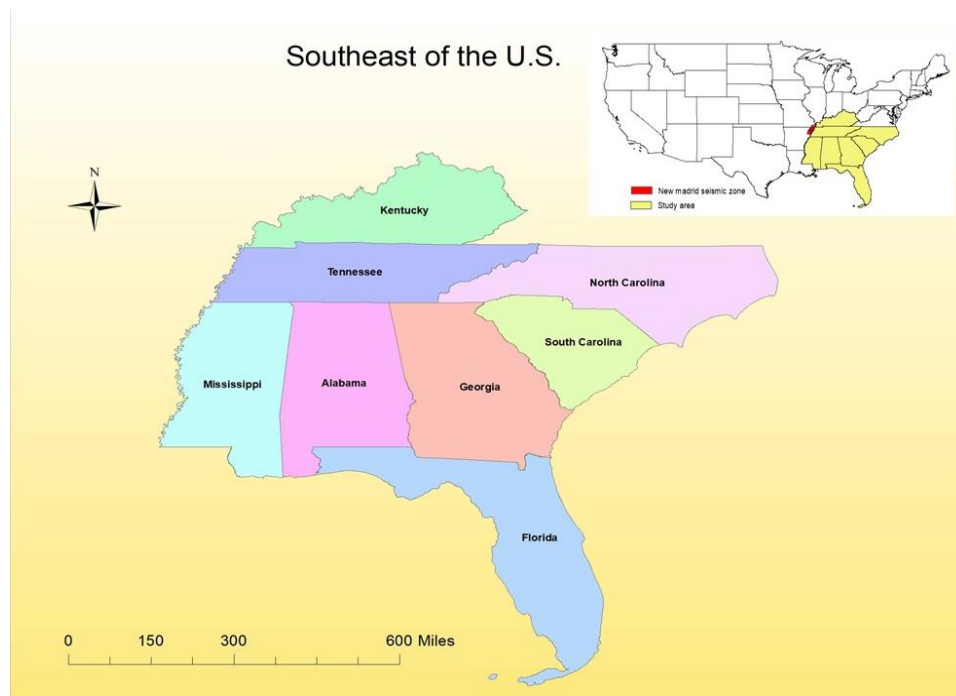 Southeast of the U.S.
New madrid seismic zone
Study area
N
Kentucky
Tennessee
North Carolina
South Carolina
Mississippi
Alabama
Georgia
Florida
0 150 300 600 Miles